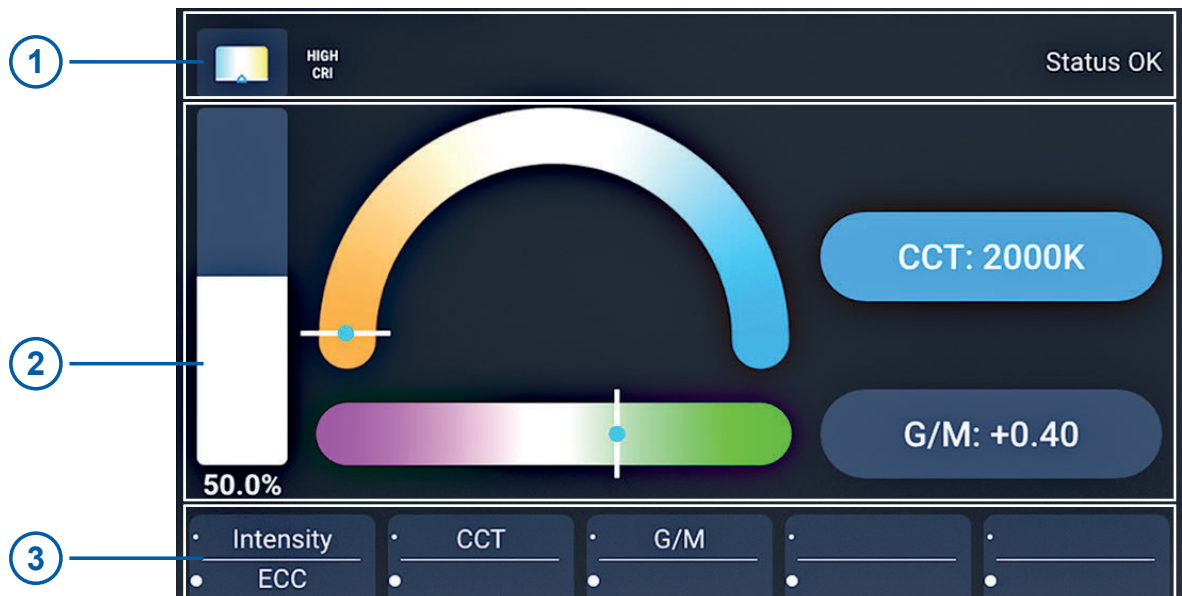 1
HIGH
CRI
Status OK
2
CCT: 2000K
G/M: +0.40
50.0%
3
Intensity
CCT
G/M
ECC